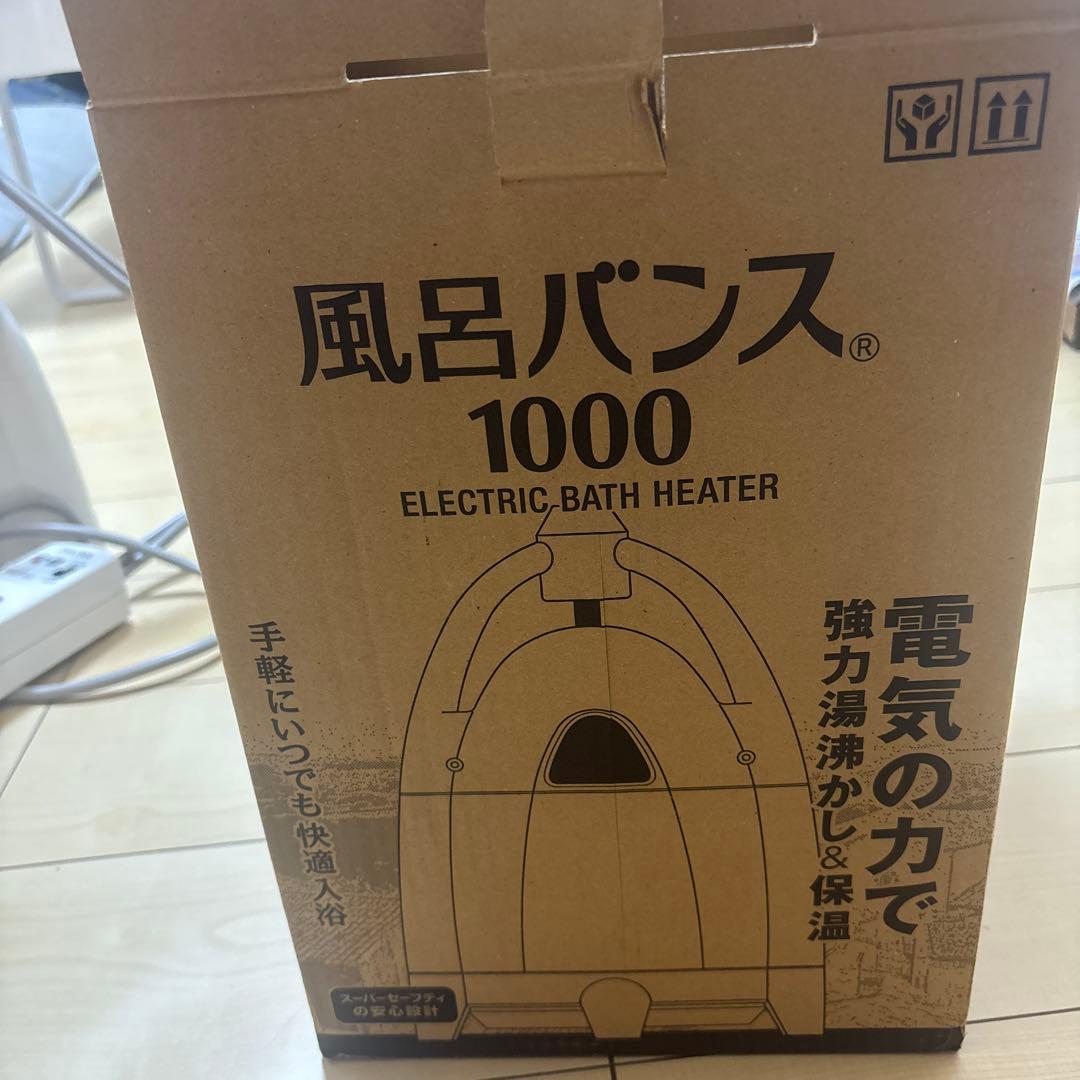 風呂バンス®
1000
ELECTRIC BATH HEATER
電気の力で
強力湯沸かし&保温
手軽にいつでも快適入浴
スーパーセーフティ
の安心設計